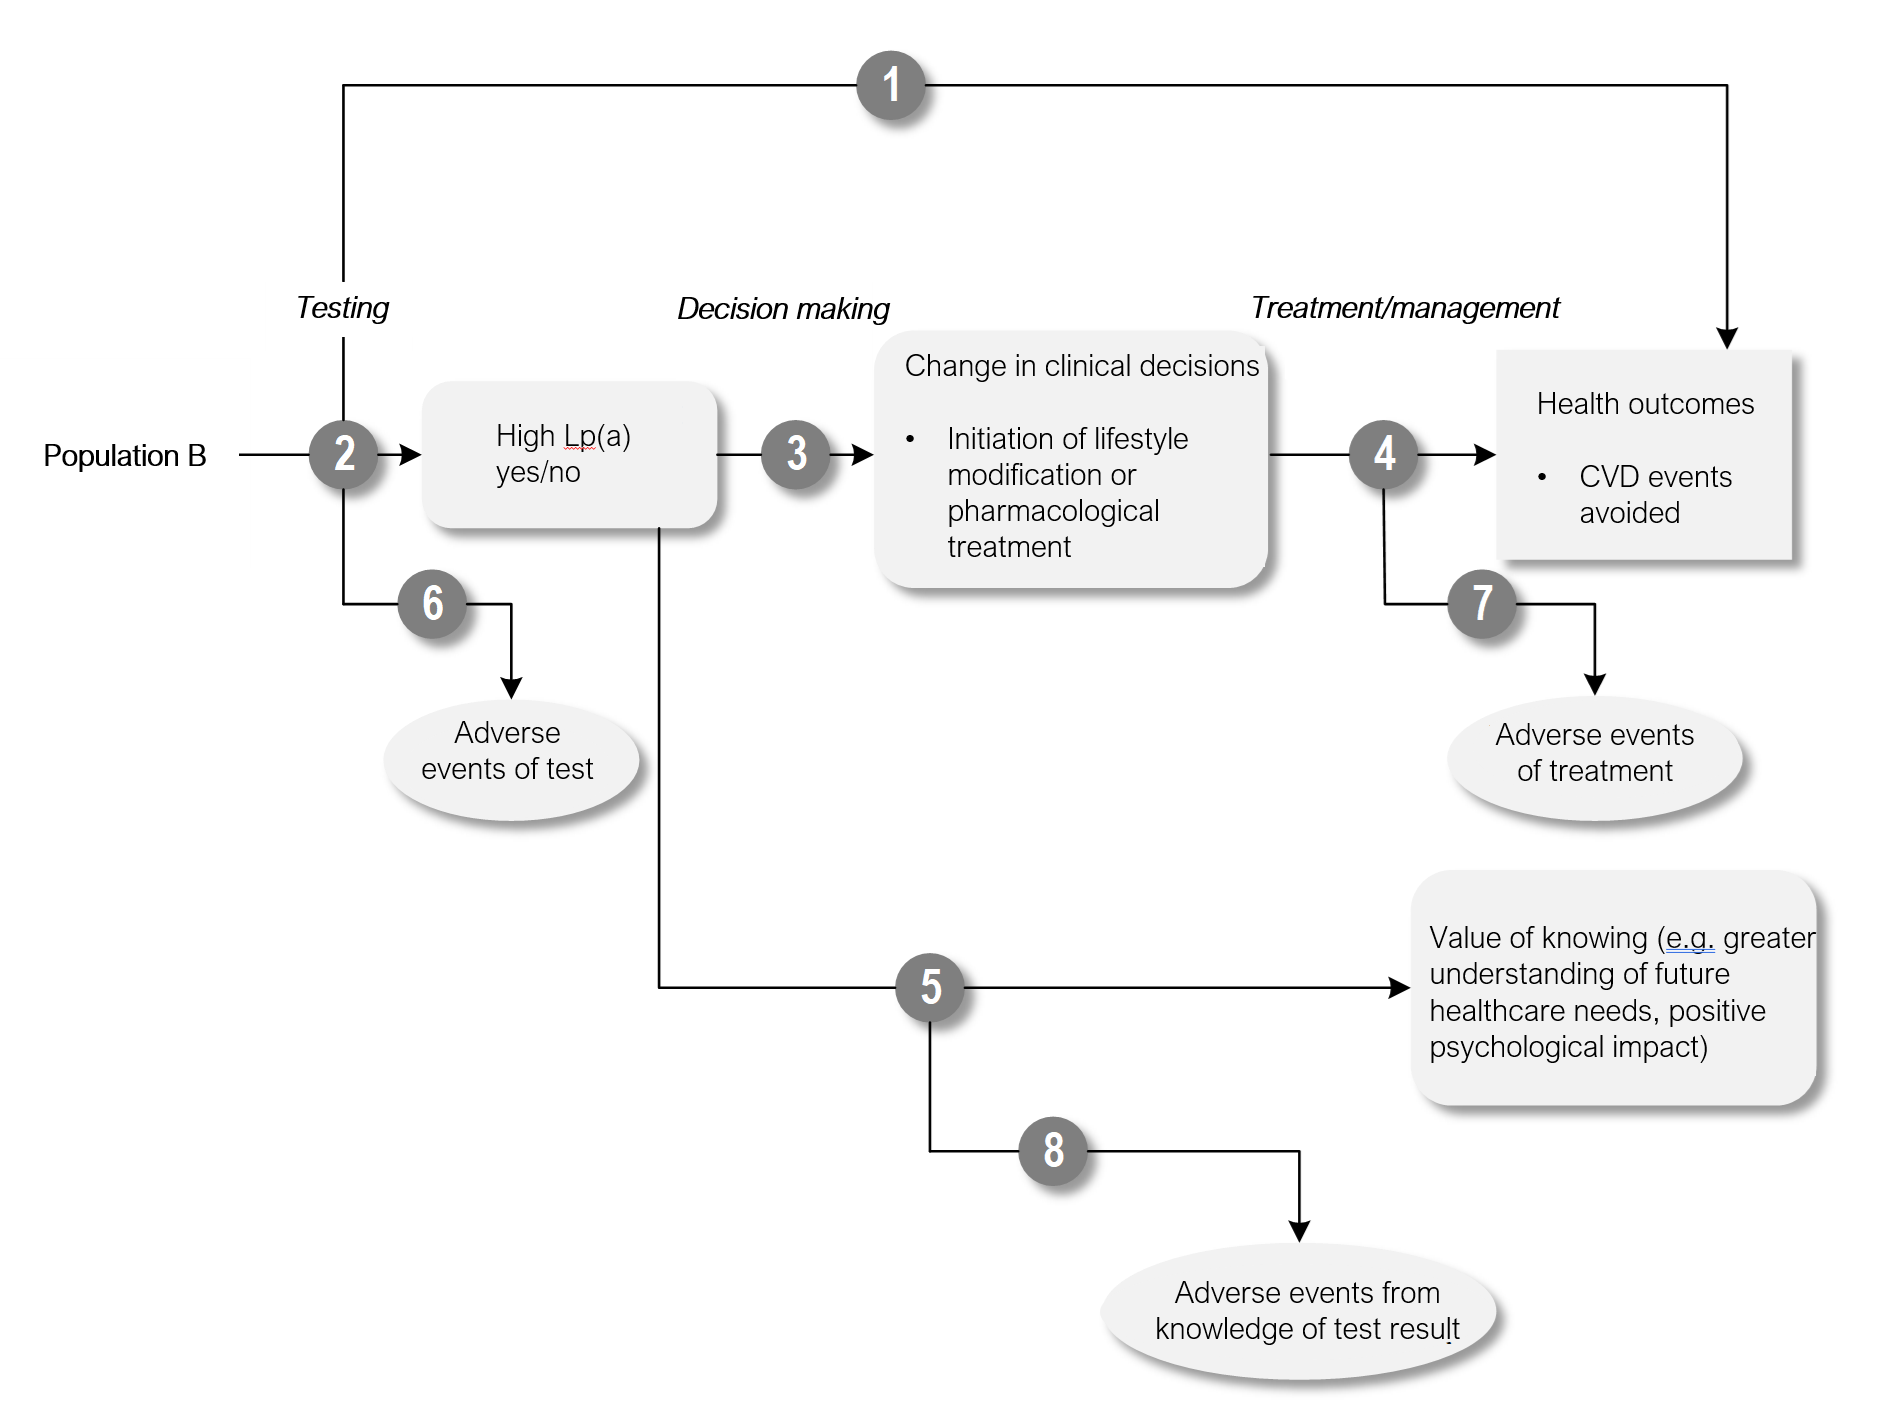 1
Testing
Decision making
Treatment/management
Population B
2
High Lp(a)
yes/no
3
Change in clinical decisions
• Initiation of lifestyle
modification or
pharmacological
treatment
4
Health outcomes
• CVD events
avoided
6
7
Adverse
events of test
Adverse events
of treatment
5
Value of knowing (e.g. greater
understanding of future
healthcare needs, positive
psychological impact)
8
Adverse events from
knowledge of test result